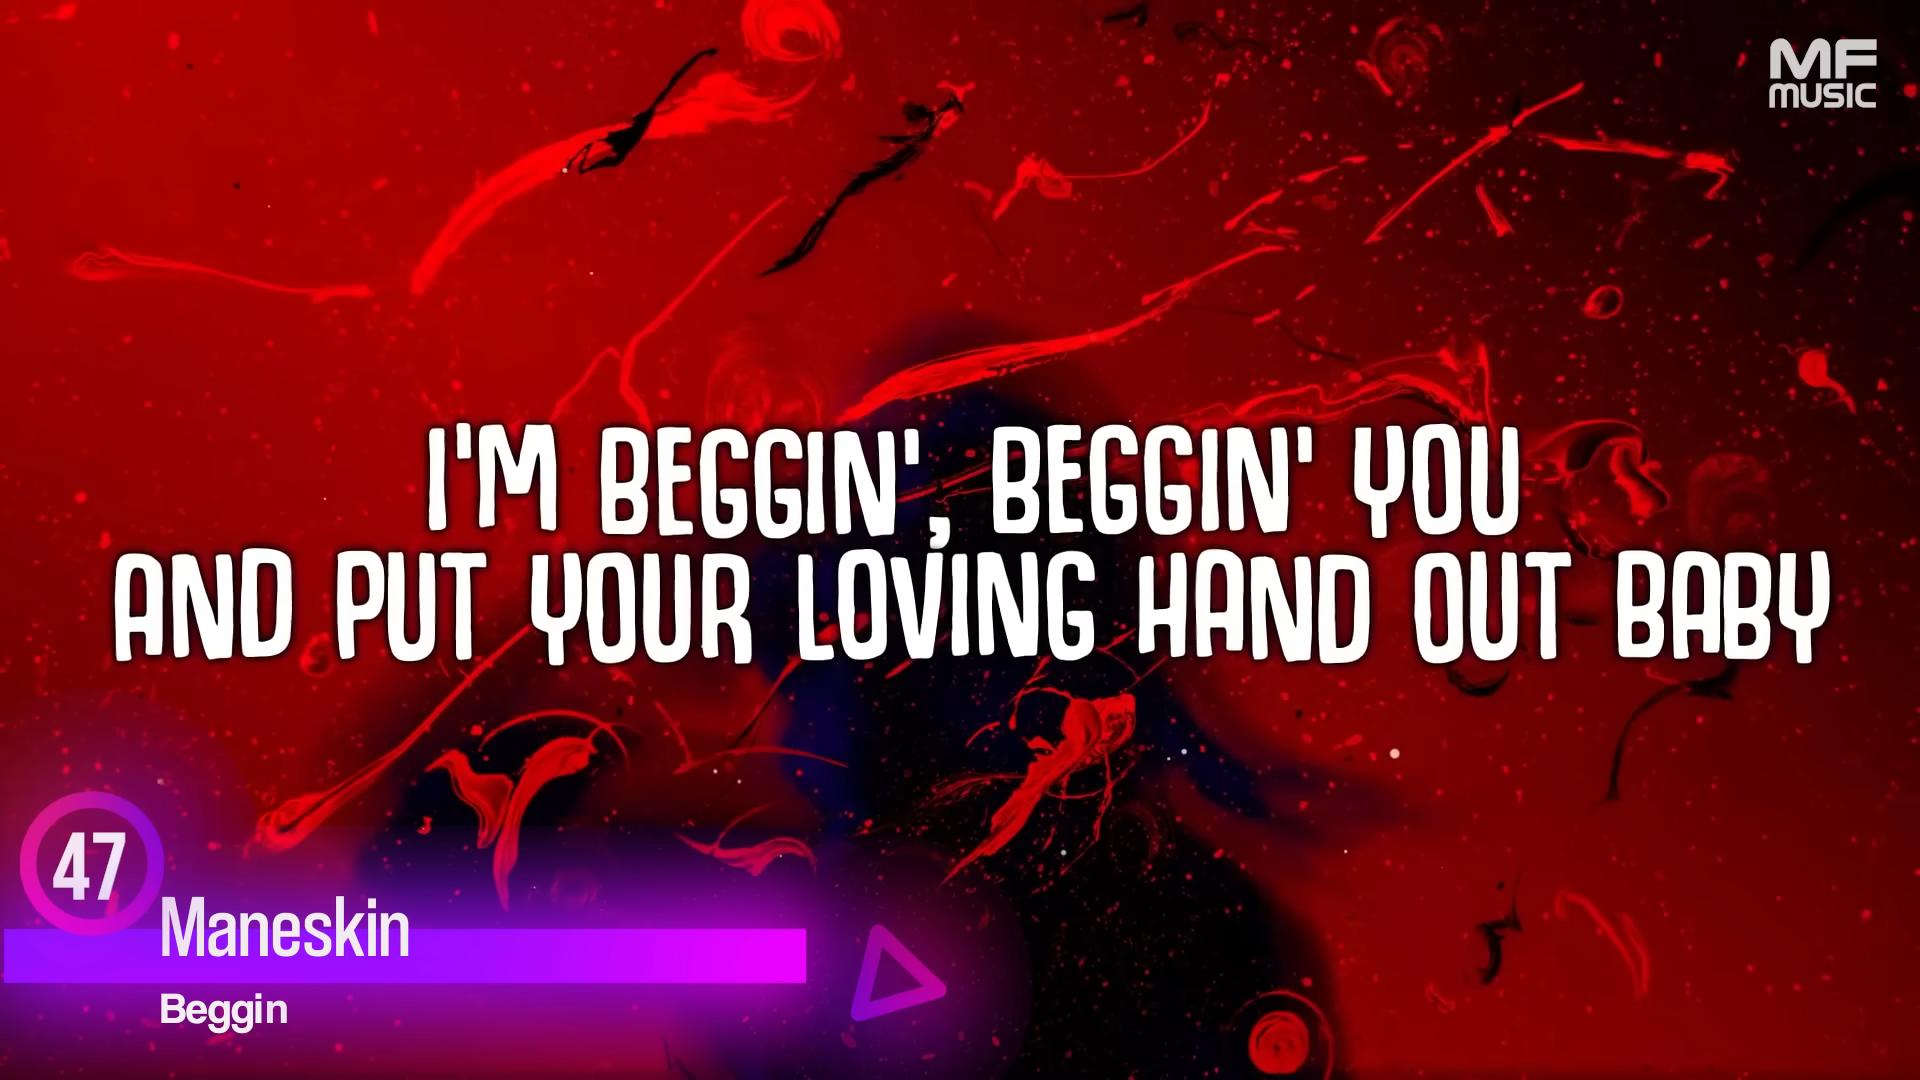 MF
MUSIC
I'M BEGGIN', BEGGIN' YOU
AND PUT YOUR LOVING HAND OUT BABY
47
Maneskin
Beggin